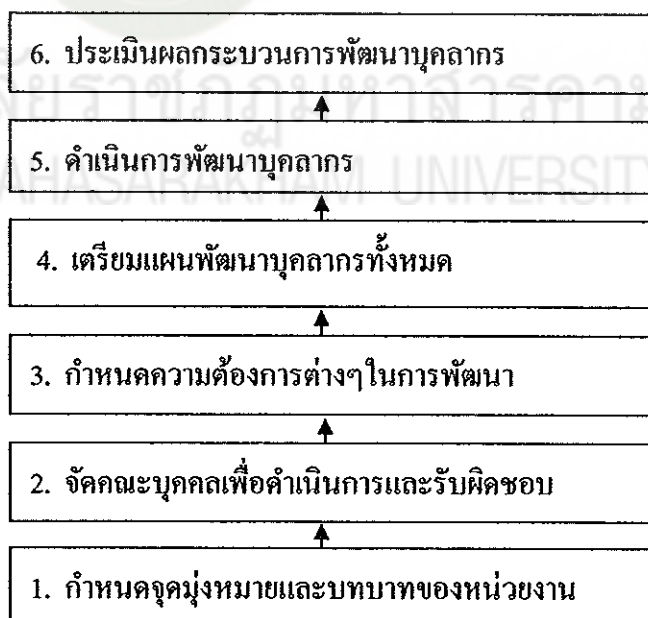 6. ประเมินผลกระบวนการพัฒนาบุคลากร
5. ดำเนินการพัฒนาบุคลากร
4. เตรียมแผนพัฒนาบุคลากรทั้งหมด
3. กำหนดความต้องการต่างๆในการพัฒนา
2. จัดคณะบุคคลเพื่อดำเนินการและรับผิดชอบ
1. กำหนดจุดมุ่งหมายและบทบาทของหน่วยงาน